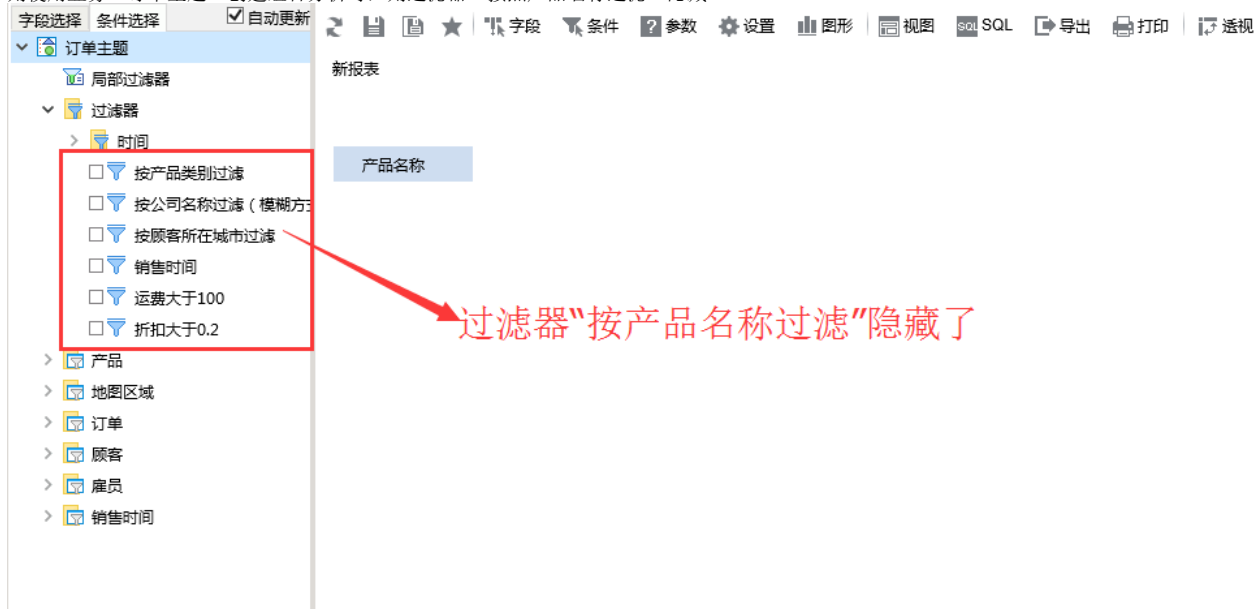 字段选择 条件选择 自动更新
字段 条件 参数 设置 图形 视图 SQL SQL 导出 打印 透视
订单主题
局部过滤器
过滤器
时间
按产品类别过滤
按公司名称过滤（模糊方
按顾客所在城市过滤
销售时间
运费大于100
折扣大于0.2
产品
地图区域
订单
顾客
雇员
销售时间
新报表
产品名称
过滤器“按产品名称过滤”隐藏了